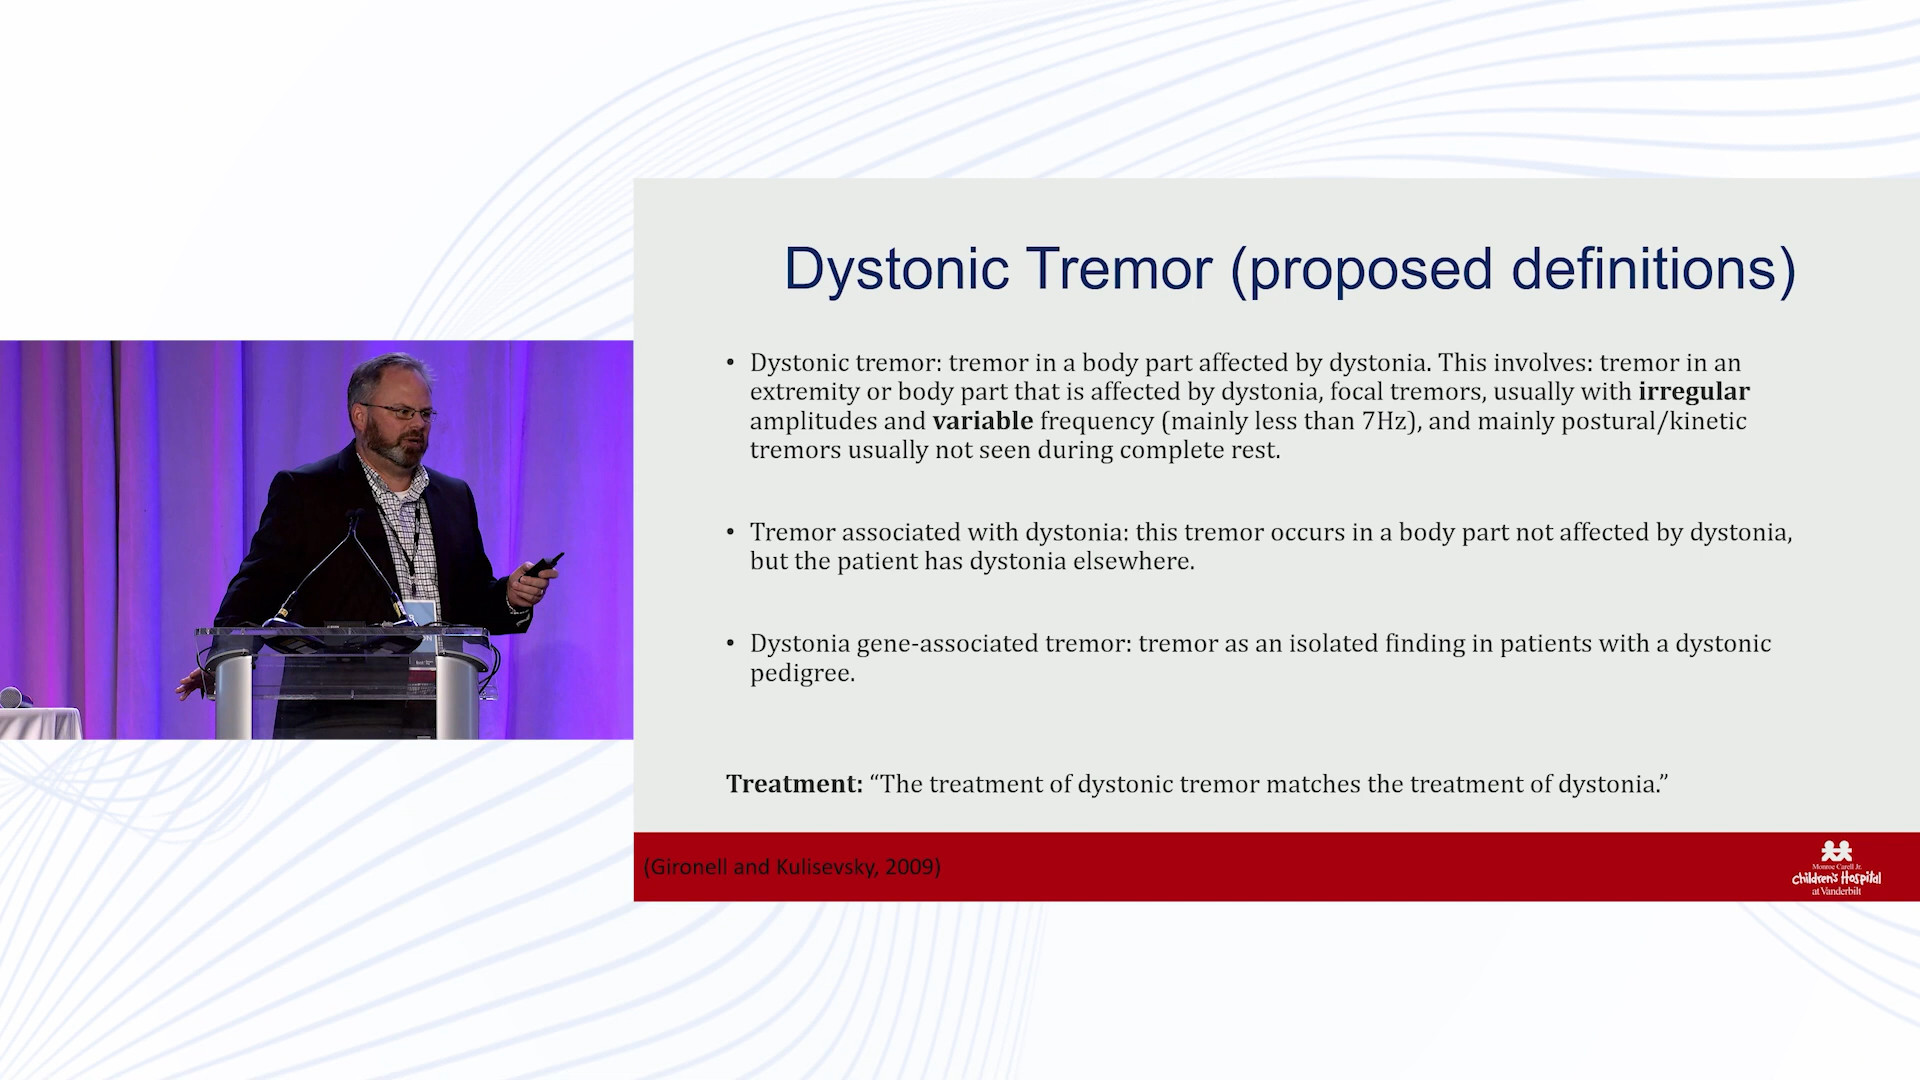 Dystonic Tremor (proposed definitions)
• Dystonic tremor: tremor in a body part affected by dystonia. This involves: tremor in an
extremity or body part that is affected by dystonia, focal tremors, usually with irregular
amplitudes and variable frequency (mainly less than 7Hz), and mainly postural/kinetic
tremors usually not seen during complete rest.
• Tremor associated with dystonia: this tremor occurs in a body part not affected by dystonia,
but the patient has dystonia elsewhere.
• Dystonia gene-associated tremor: tremor as an isolated finding in patients with a dystonic
pedigree.
Treatment: “The treatment of dystonic tremor matches the treatment of dystonia.”
(Gironell and Kulisevsky, 2009)
Monroe Carell Jr.
Children's Hospital
at Vanderbilt